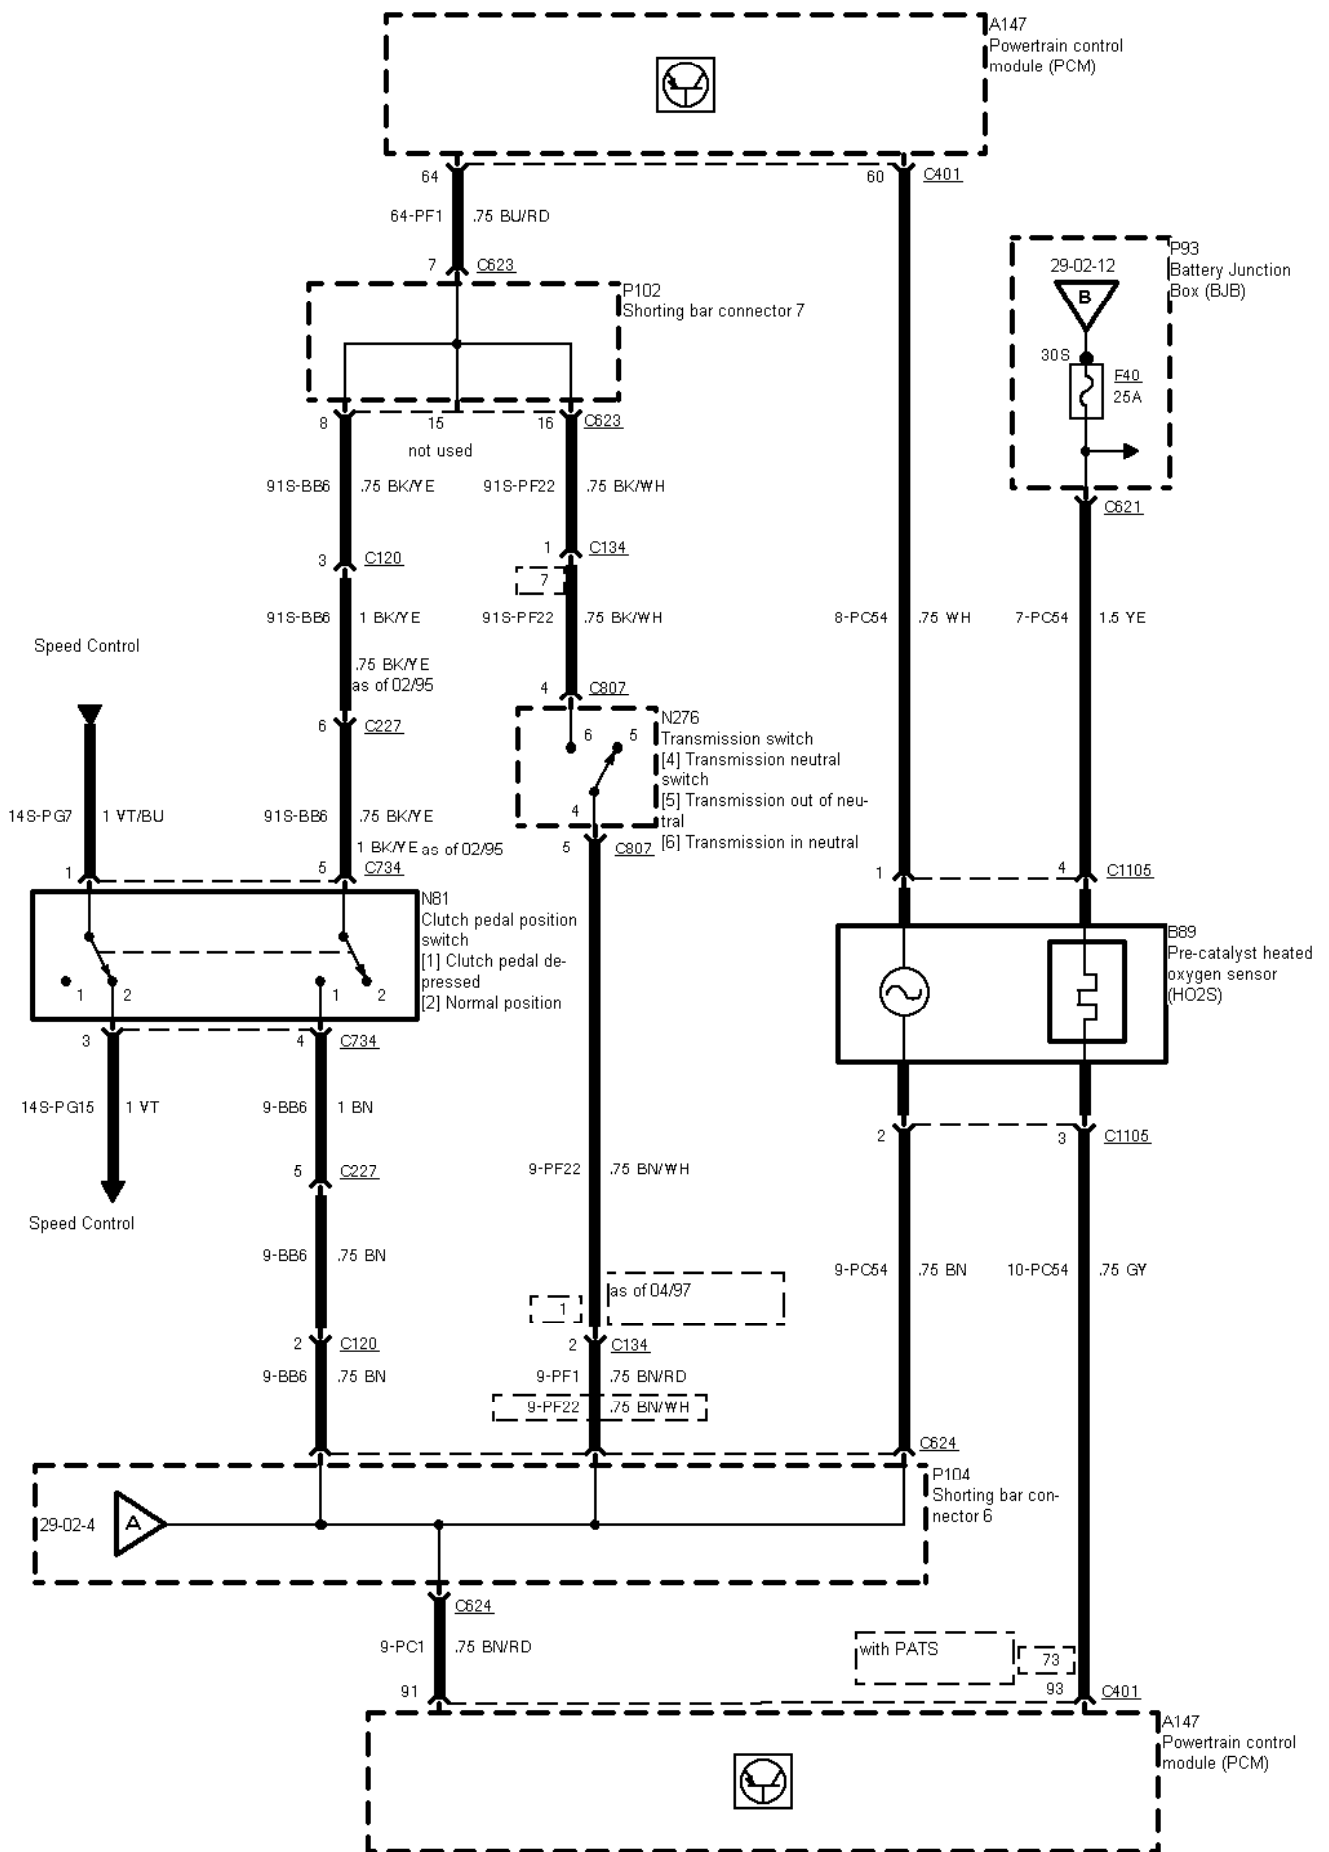 A147
Powertrain control
module (PCM)
64
60
C401
64-PF1
.75 BU/RD
7
C623
P93
Battery Junction
Box (BJB)
29-02-12
B
30S
F40
25A
P102
Shorting bar connector 7
8
15
16
C623
not used
91S-BB6
.75 BK/YE
91S-PF22
.75 BK/WH
C621
3
C120
1
C134
7
91S-BB6
1 BK/YE
91S-PF22
.75 BK/WH
8-PC54
.75 WH
7-PC54
1.5 YE
Speed Control
.75 BK/YE
as of 02/95
4
C807
6
C227
N276
Transmission switch
[4] Transmission neutral
switch
[5] Transmission out of neu-
tral
[6] Transmission in neutral
6
5
4
14S-PG7
1 VT/BU
91S-BB6
.75 BK/YE
1 BK/YE as of 02/95
5
C807
1
5
C734
1
4
C1105
N81
Clutch pedal position
switch
[1] Clutch pedal de-
pressed
[2] Normal position
1
2
1
2
B89
Pre-catalyst heated
oxygen sensor
(HO2S)
3
4
C734
14S-PG15
1 VT
9-BB6
1 BN
2
3
C1105
5
C227
9-PF22
.75 BN/WH
Speed Control
9-BB6
.75 BN
9-PC54
.75 BN
10-PC54
.75 GY
as of 04/97
1
2
C120
2
C134
9-BB6
.75 BN
9-PF1
.75 BN/RD
9-PF22
.75 BN/WH
C624
P104
Shorting bar con-
nector 6
29-02-4
A
C624
9-PC1
.75 BN/RD
with PATS
73
91
93
C401
A147
Powertrain control
module (PCM)